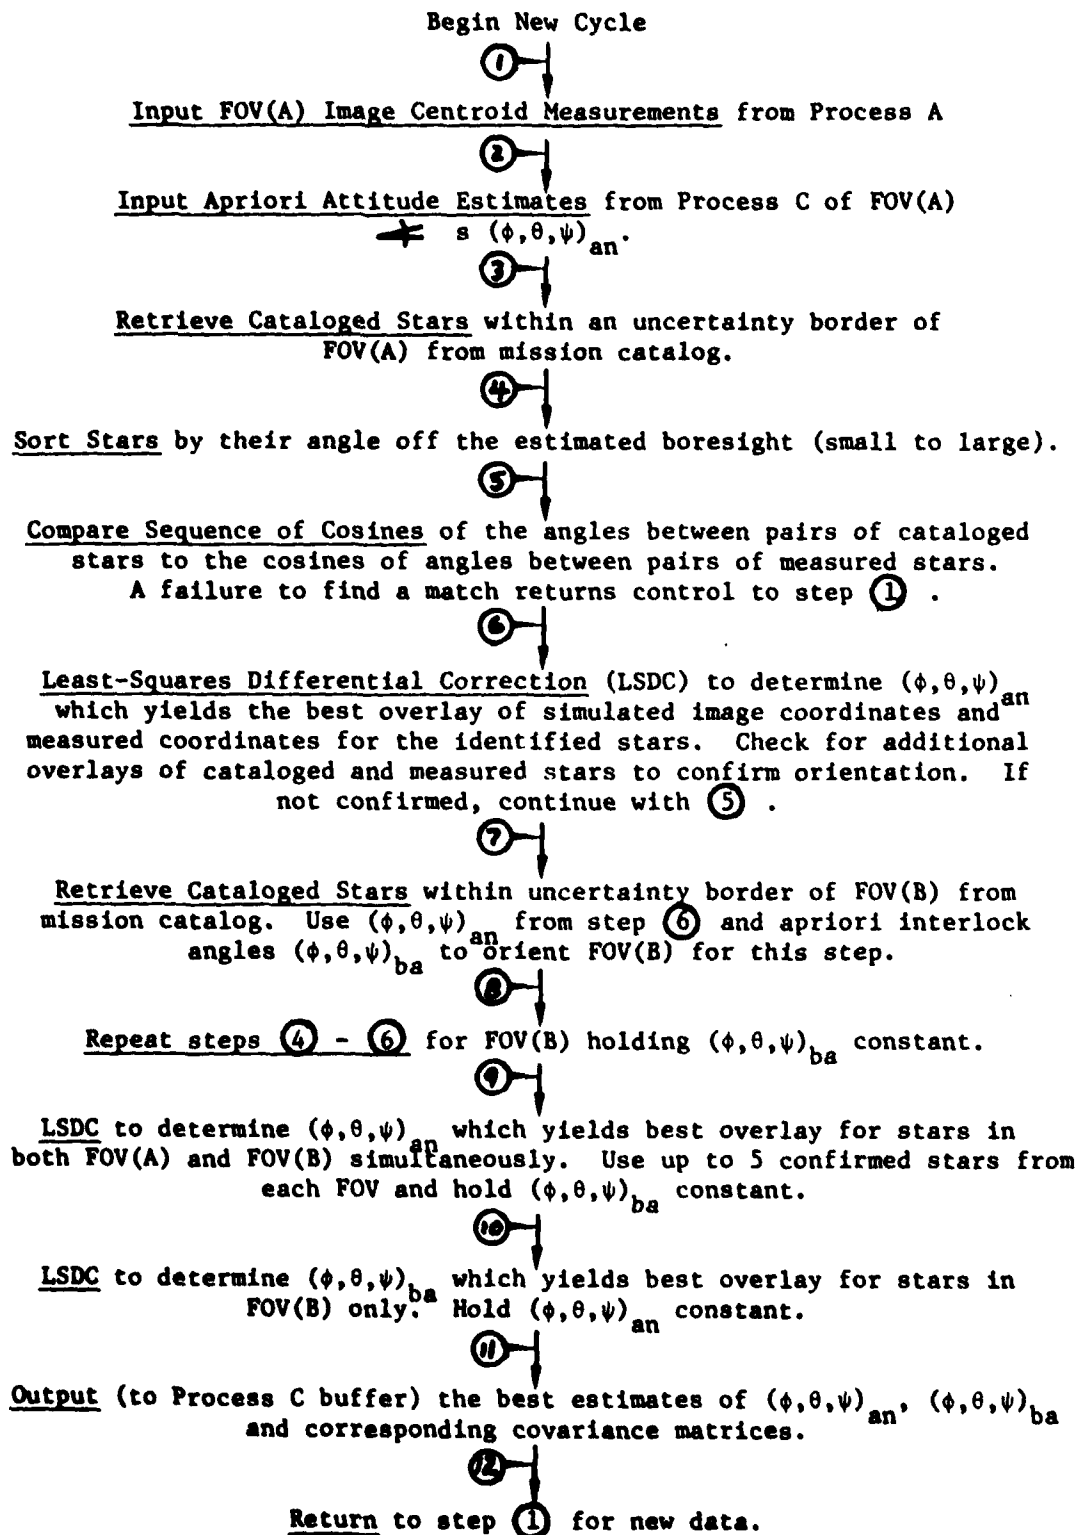 Begin New Cycle
1
Input FOV(A) Image Centroid Measurements from Process A
2
Input Apriori Attitude Estimates from Process C of FOV(A)
s (φ,θ,ψ)an.
3
Retrieve Cataloged Stars within an uncertainty border of
FOV(A) from mission catalog.
4
Sort Stars by their angle off the estimated boresight (small to large).
5
Compare Sequence of Cosines of the angles between pairs of cataloged
stars to the cosines of angles between pairs of measured stars.
A failure to find a match returns control to step 1 .
6
Least-Squares Differential Correction (LSDC) to determine (φ,θ,ψ)an
which yields the best overlay of simulated image coordinates and
measured coordinates for the identified stars. Check for additional
overlays of cataloged and measured stars to confirm orientation. If
not confirmed, continue with 5 .
7
Retrieve Cataloged Stars within uncertainty border of FOV(B) from
mission catalog. Use (φ,θ,ψ)an from step 6 and apriori interlock
angles (φ,θ,ψ)ba to orient FOV(B) for this step.
8
Repeat steps 4 - 6 for FOV(B) holding (φ,θ,ψ)ba constant.
9
LSDC to determine (φ,θ,ψ)an which yields best overlay for stars in
both FOV(A) and FOV(B) simultaneously. Use up to 5 confirmed stars from
each FOV and hold (φ,θ,ψ)ba constant.
10
LSDC to determine (φ,θ,ψ)ba which yields best overlay for stars in
FOV(B) only. Hold (φ,θ,ψ)an constant.
11
Output (to Process C buffer) the best estimates of (φ,θ,ψ)an, (φ,θ,ψ)ba
and corresponding covariance matrices.
12
Return to step 1 for new data.